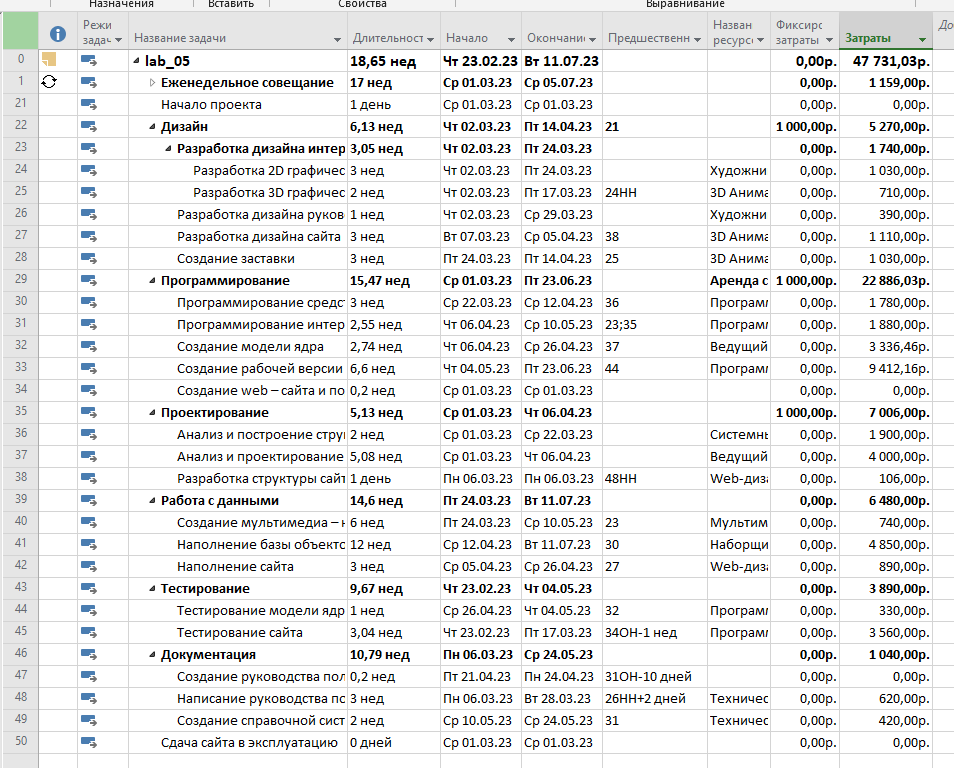 Назначения Вставить Свойства Выравнивание
Режи задач Название задачи Длительност Начало Окончание Предшественн Назван ресурс Фиксирс затраты Затраты До
0 lab_05 18,65 нед Чт 23.02.23 Вт 11.07.23 0,00р. 47 731,03р.
1 Еженедельное совещание 17 нед Ср 01.03.23 Ср 05.07.23 0,00р. 1 159,00р.
21 Начало проекта 1 день Ср 01.03.23 Ср 01.03.23 0,00р. 0,00р.
22 Дизайн 6,13 нед Чт 02.03.23 Пт 14.04.23 21 1 000,00р. 5 270,00р.
23 Разработка дизайна интер 3,05 нед Чт 02.03.23 Пт 24.03.23 0,00р. 1 740,00р.
24 Разработка 2D графичес 3 нед Чт 02.03.23 Пт 24.03.23 Художни 0,00р. 1 030,00р.
25 Разработка 3D графичес 2 нед Чт 02.03.23 Пт 17.03.23 24НН 3D Анима 0,00р. 710,00р.
26 Разработка дизайна руков 1 нед Чт 02.03.23 Ср 29.03.23 Художни 0,00р. 390,00р.
27 Разработка дизайна сайта 3 нед Вт 07.03.23 Ср 05.04.23 38 3D Анима 0,00р. 1 110,00р.
28 Создание заставки 3 нед Пт 24.03.23 Пт 14.04.23 25 3D Анима 0,00р. 1 030,00р.
29 Программирование 15,47 нед Ср 01.03.23 Пт 23.06.23 Аренда с 1 000,00р. 22 886,03р.
30 Программирование средс 3 нед Ср 22.03.23 Ср 12.04.23 36 Програм 0,00р. 1 780,00р.
31 Программирование интер 2,55 нед Чт 06.04.23 Ср 10.05.23 23;35 Програм 0,00р. 1 880,00р.
32 Создание модели ядра 2,74 нед Чт 06.04.23 Ср 26.04.23 37 Ведущий 0,00р. 3 336,46р.
33 Создание рабочей версии 6,6 нед Чт 04.05.23 Пт 23.06.23 44 Програм 0,00р. 9 412,16р.
34 Создание web – сайта и по 0,2 нед Ср 01.03.23 Ср 01.03.23 0,00р. 0,00р.
35 Проектирование 5,13 нед Ср 01.03.23 Чт 06.04.23 1 000,00р. 7 006,00р.
36 Анализ и построение стру 2 нед Ср 01.03.23 Ср 22.03.23 Системн 0,00р. 1 900,00р.
37 Анализ и проектирование 5,08 нед Ср 01.03.23 Чт 06.04.23 Ведущий 0,00р. 4 000,00р.
38 Разработка структуры сайт 1 день Пн 06.03.23 Пн 06.03.23 48НН Web-диз 0,00р. 106,00р.
39 Работа с данными 14,6 нед Пт 24.03.23 Вт 11.07.23 0,00р. 6 480,00р.
40 Создание мультимедиа – н 6 нед Пт 24.03.23 Ср 10.05.23 23 Мультим 0,00р. 740,00р.
41 Наполнение базы объекто 12 нед Ср 12.04.23 Вт 11.07.23 30 Наборщи 0,00р. 4 850,00р.
42 Наполнение сайта 3 нед Ср 05.04.23 Ср 26.04.23 27 Web-диз 0,00р. 890,00р.
43 Тестирование 9,67 нед Чт 23.02.23 Чт 04.05.23 0,00р. 3 890,00р.
44 Тестирование модели ядр 1 нед Ср 26.04.23 Чт 04.05.23 32 Програм 0,00р. 330,00р.
45 Тестирование сайта 3,04 нед Чт 23.02.23 Пт 17.03.23 34ОН-1 нед Програм 0,00р. 3 560,00р.
46 Документация 10,79 нед Пн 06.03.23 Ср 24.05.23 0,00р. 1 040,00р.
47 Создание руководства пол 0,2 нед Пт 21.04.23 Пн 24.04.23 31ОН-10 дней 0,00р. 0,00р.
48 Написание руководства по 3 нед Пн 06.03.23 Вт 28.03.23 26НН+2 дней Техничес 0,00р. 620,00р.
49 Создание справочной сист 2 нед Ср 10.05.23 Ср 24.05.23 31 Техничес 0,00р. 420,00р.
50 Сдача сайта в эксплуатацию 0 дней Ср 01.03.23 Ср 01.03.23 0,00р. 0,00р.